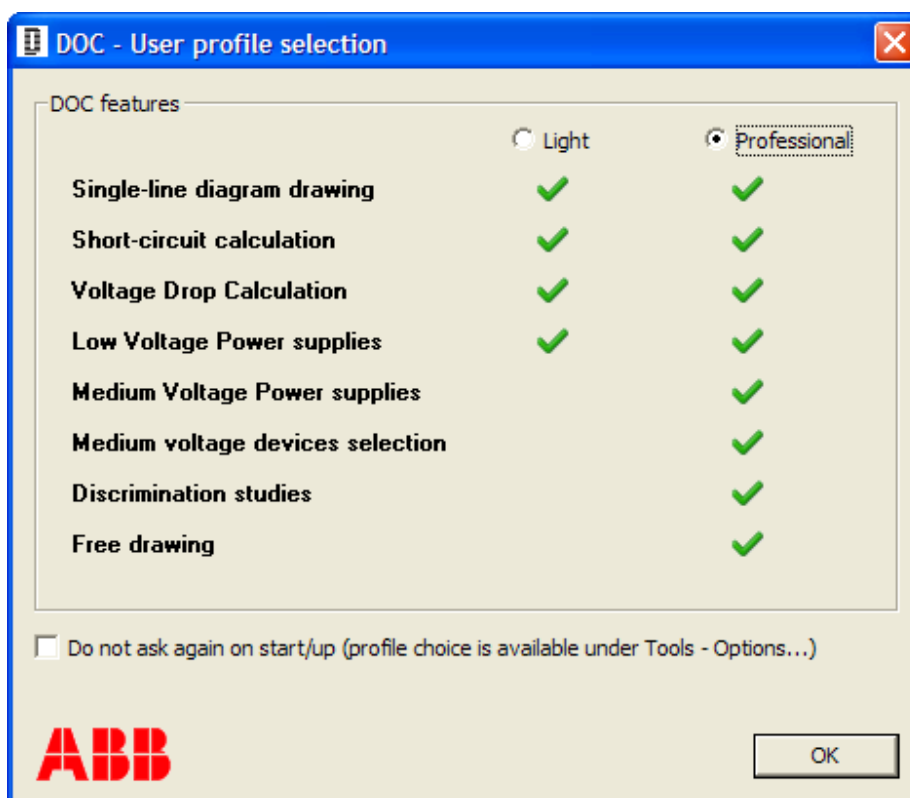 DOC - User profile selection
DOC features
Light Professional
Single-line diagram drawing
Short-circuit calculation
Voltage Drop Calculation
Low Voltage Power supplies
Medium Voltage Power supplies
Medium voltage devices selection
Discrimination studies
Free drawing
Do not ask again on start/up (profile choice is available under Tools - Options...)
ABB
OK